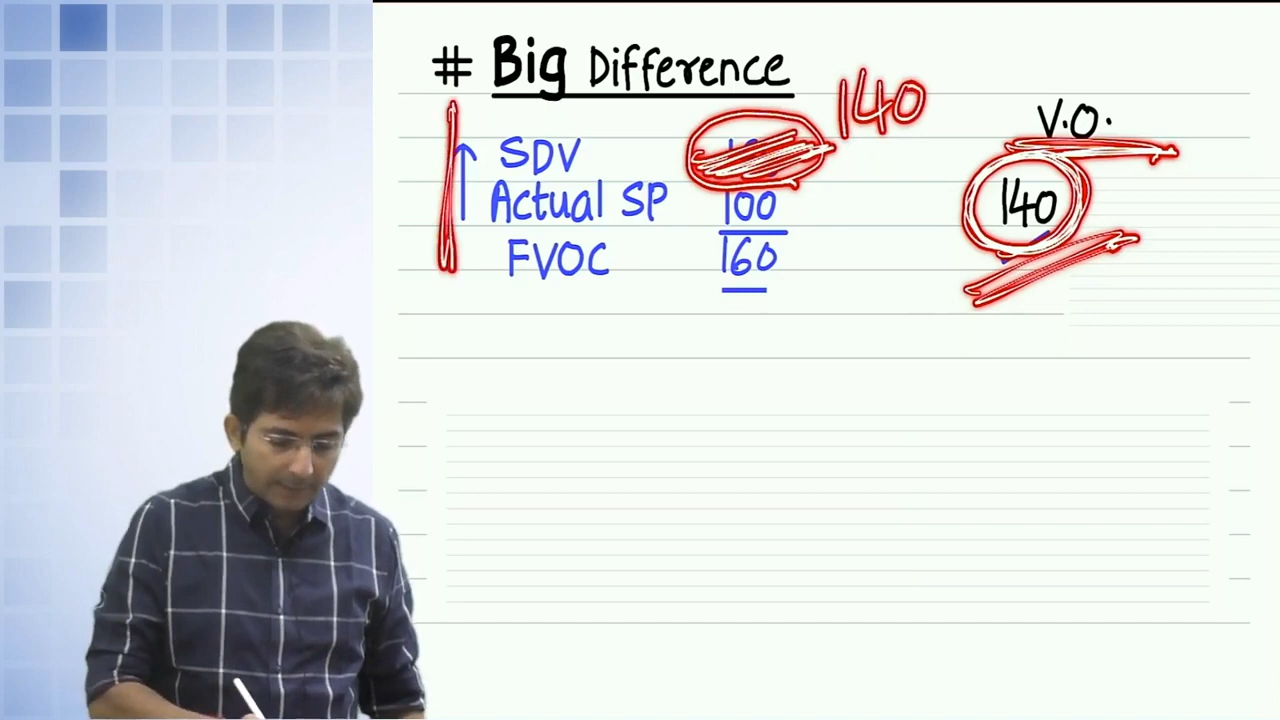 # Big Difference
140
V.O.
SDV
Actual SP 100
140
FVOC 160